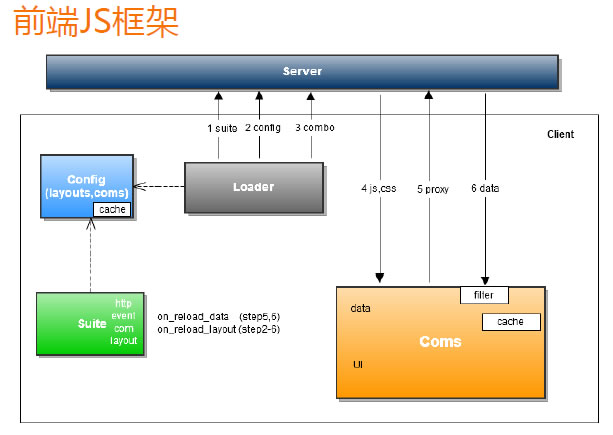 前端JS框架
Server
1 suite 2 config 3 combo
Client
4 js,css 5 proxy 6 data
Config
(layouts,coms)
cache
Loader
Suite
http
event
com
layout
on_reload_data (step5,6)
on_reload_layout (step2-6)
filter
data
cache
Coms
UI